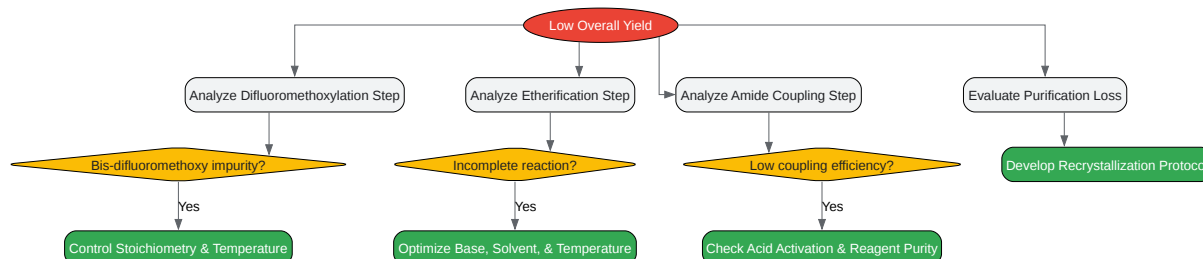 Low Overall Yield
Analyze Difluoromethoxylation Step
Analyze Etherification Step
Analyze Amide Coupling Step
Evaluate Purification Loss
Bis-difluoromethoxy impurity?
Incomplete reaction?
Low coupling efficiency?
Develop Recrystallization Protocol
Yes
Yes
Yes
Control Stoichiometry & Temperature
Optimize Base, Solvent, & Temperature
Check Acid Activation & Reagent Purity